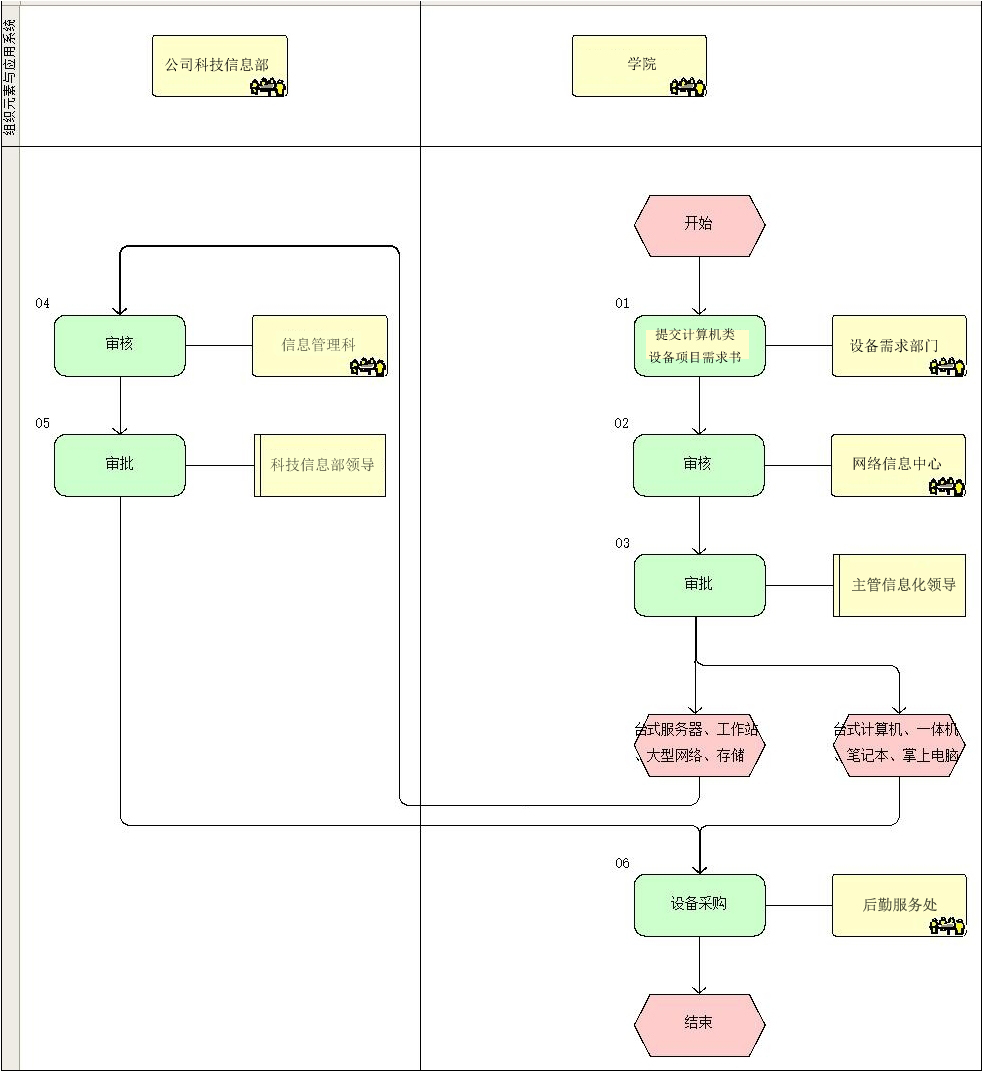 组织元素与应用系统
公司科技信息部
学院
开始
04
01
审核
信息管理科
提交计算机类
设备项目需求书
设备需求部门
05
02
审批
科技信息部领导
审核
网络信息中心
03
审批
主管信息化领导
台式服务器、工作站
、大型网络、存储
台式计算机、一体机
、笔记本、掌上电脑
06
设备采购
后勤服务处
结束